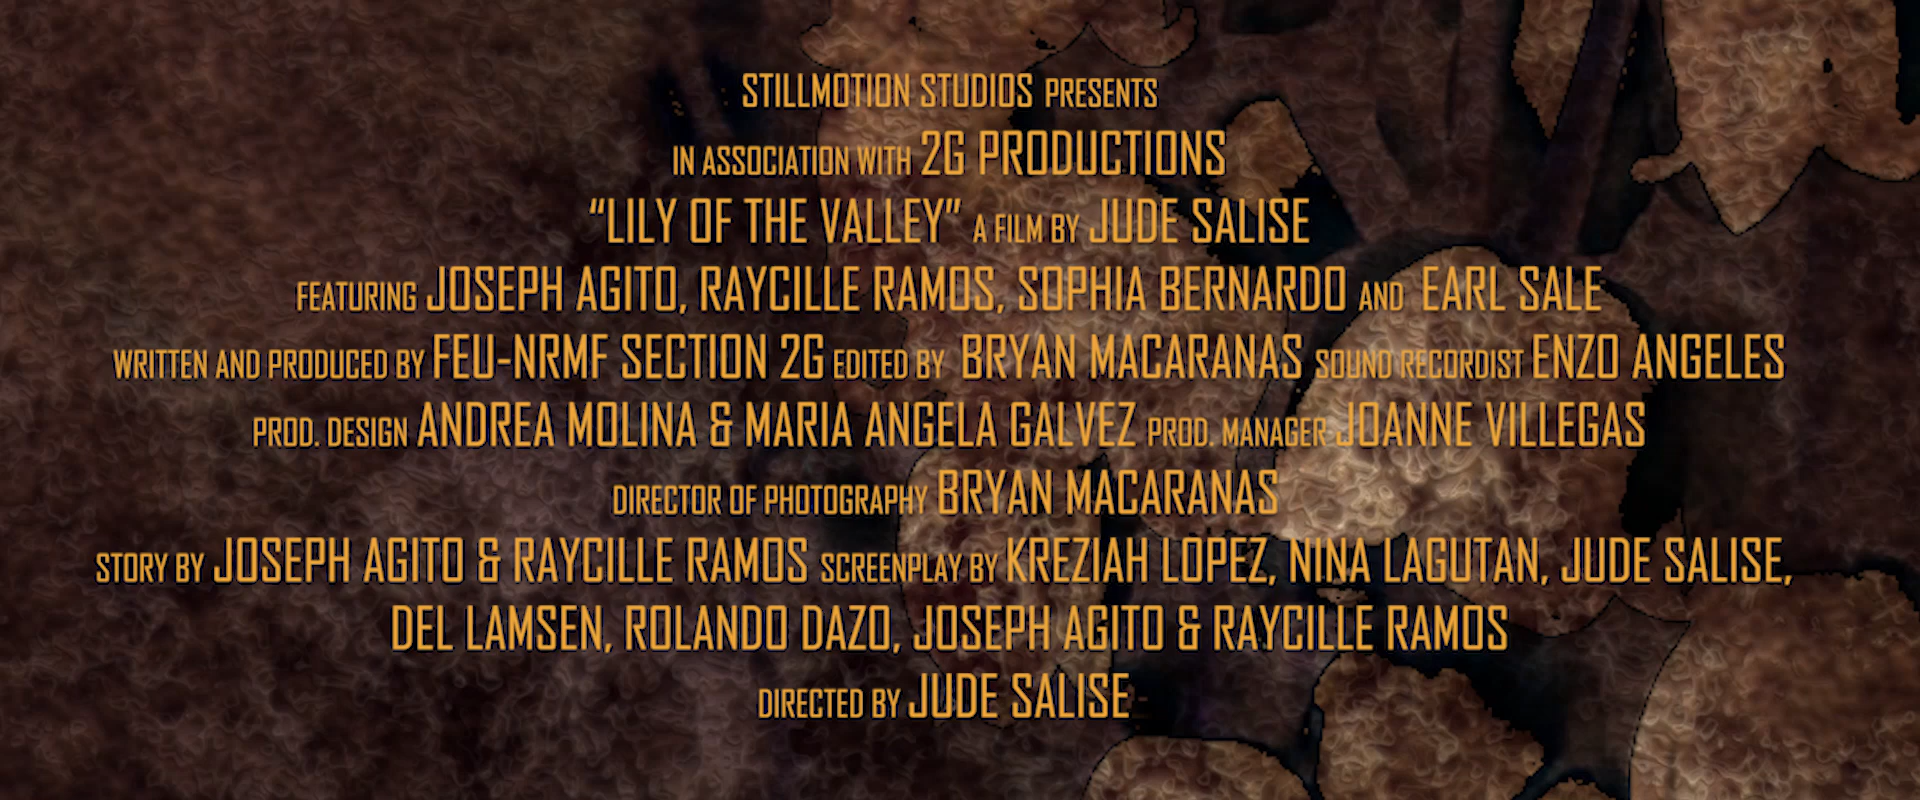 STILLMOTION STUDIOS PRESENTS
IN ASSOCIATION WITH 2G PRODUCTIONS
“LILY OF THE VALLEY” A FILM BY JUDE SALISE
FEATURING JOSEPH AGITO, RAYCILLE RAMOS, SOPHIA BERNARDO AND EARL SALE
WRITTEN AND PRODUCED BY FEU-NRMF SECTION 2G EDITED BY BRYAN MACARANAS SOUND RECORDIST ENZO ANGELES
PROD. DESIGN ANDREA MOLINA & MARIA ANGELA GALVEZ PROD. MANAGER JOANNE VILLEGAS
DIRECTOR OF PHOTOGRAPHY BRYAN MACARANAS
STORY BY JOSEPH AGITO & RAYCILLE RAMOS SCREENPLAY BY KREZIAH LOPEZ, NINA LAGUTAN, JUDE SALISE,
DEL LAMSEN, ROLANDO DAZO, JOSEPH AGITO & RAYCILLE RAMOS
DIRECTED BY JUDE SALISE